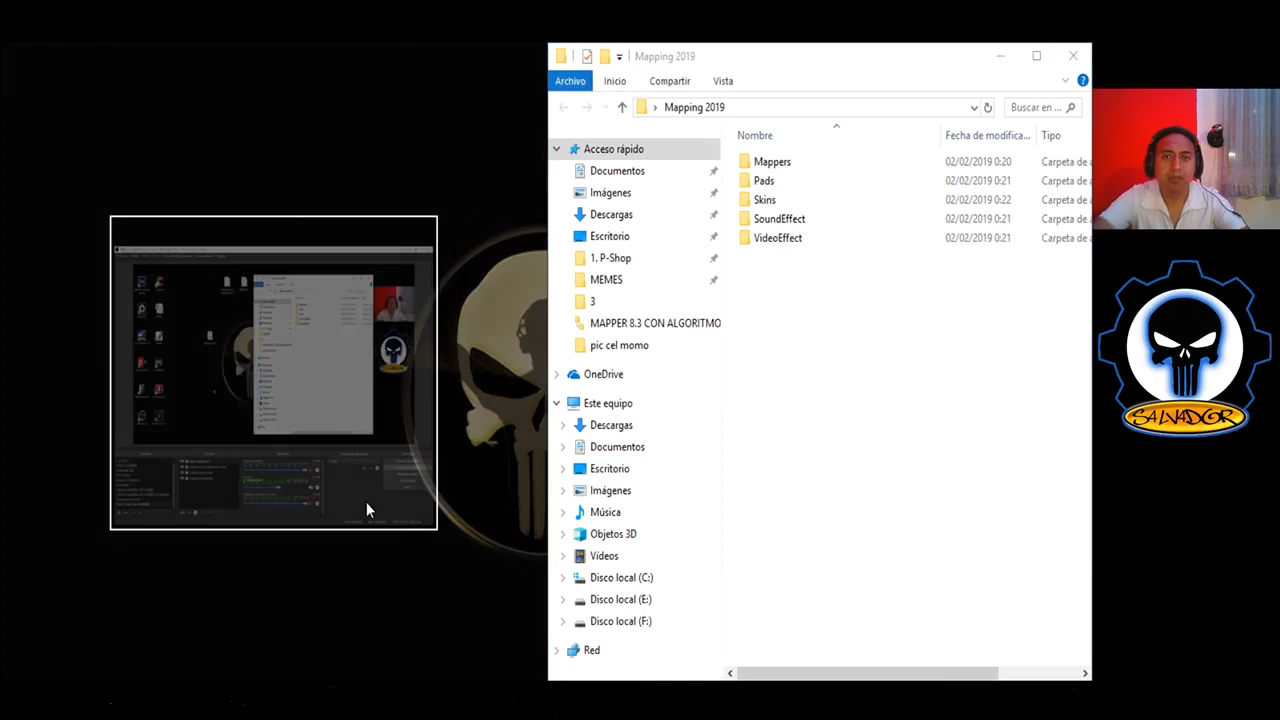 Mapping 2019
Archivo
Inicio
Compartir
Vista
Mapping 2019
Buscar en ...
Nombre
Fecha de modifica...
Tipo
Acceso rápido
Documentos
Imágenes
Descargas
Escritorio
1. P-Shop
MEMES
3
MAPPER 8.3 CON ALGORITMO
pic cel momo
OneDrive
Este equipo
Descargas
Documentos
Escritorio
Imágenes
Música
Objetos 3D
Vídeos
Disco local (C:)
Disco local (E:)
Disco local (F:)
Red
Mappers 02/02/2019 0:20 Carpeta de a
Pads 02/02/2019 0:21 Carpeta de a
Skins 02/02/2019 0:22 Carpeta de a
SoundEffect 02/02/2019 0:21 Carpeta de a
VideoEffect 02/02/2019 0:21 Carpeta de a
SALVADOR